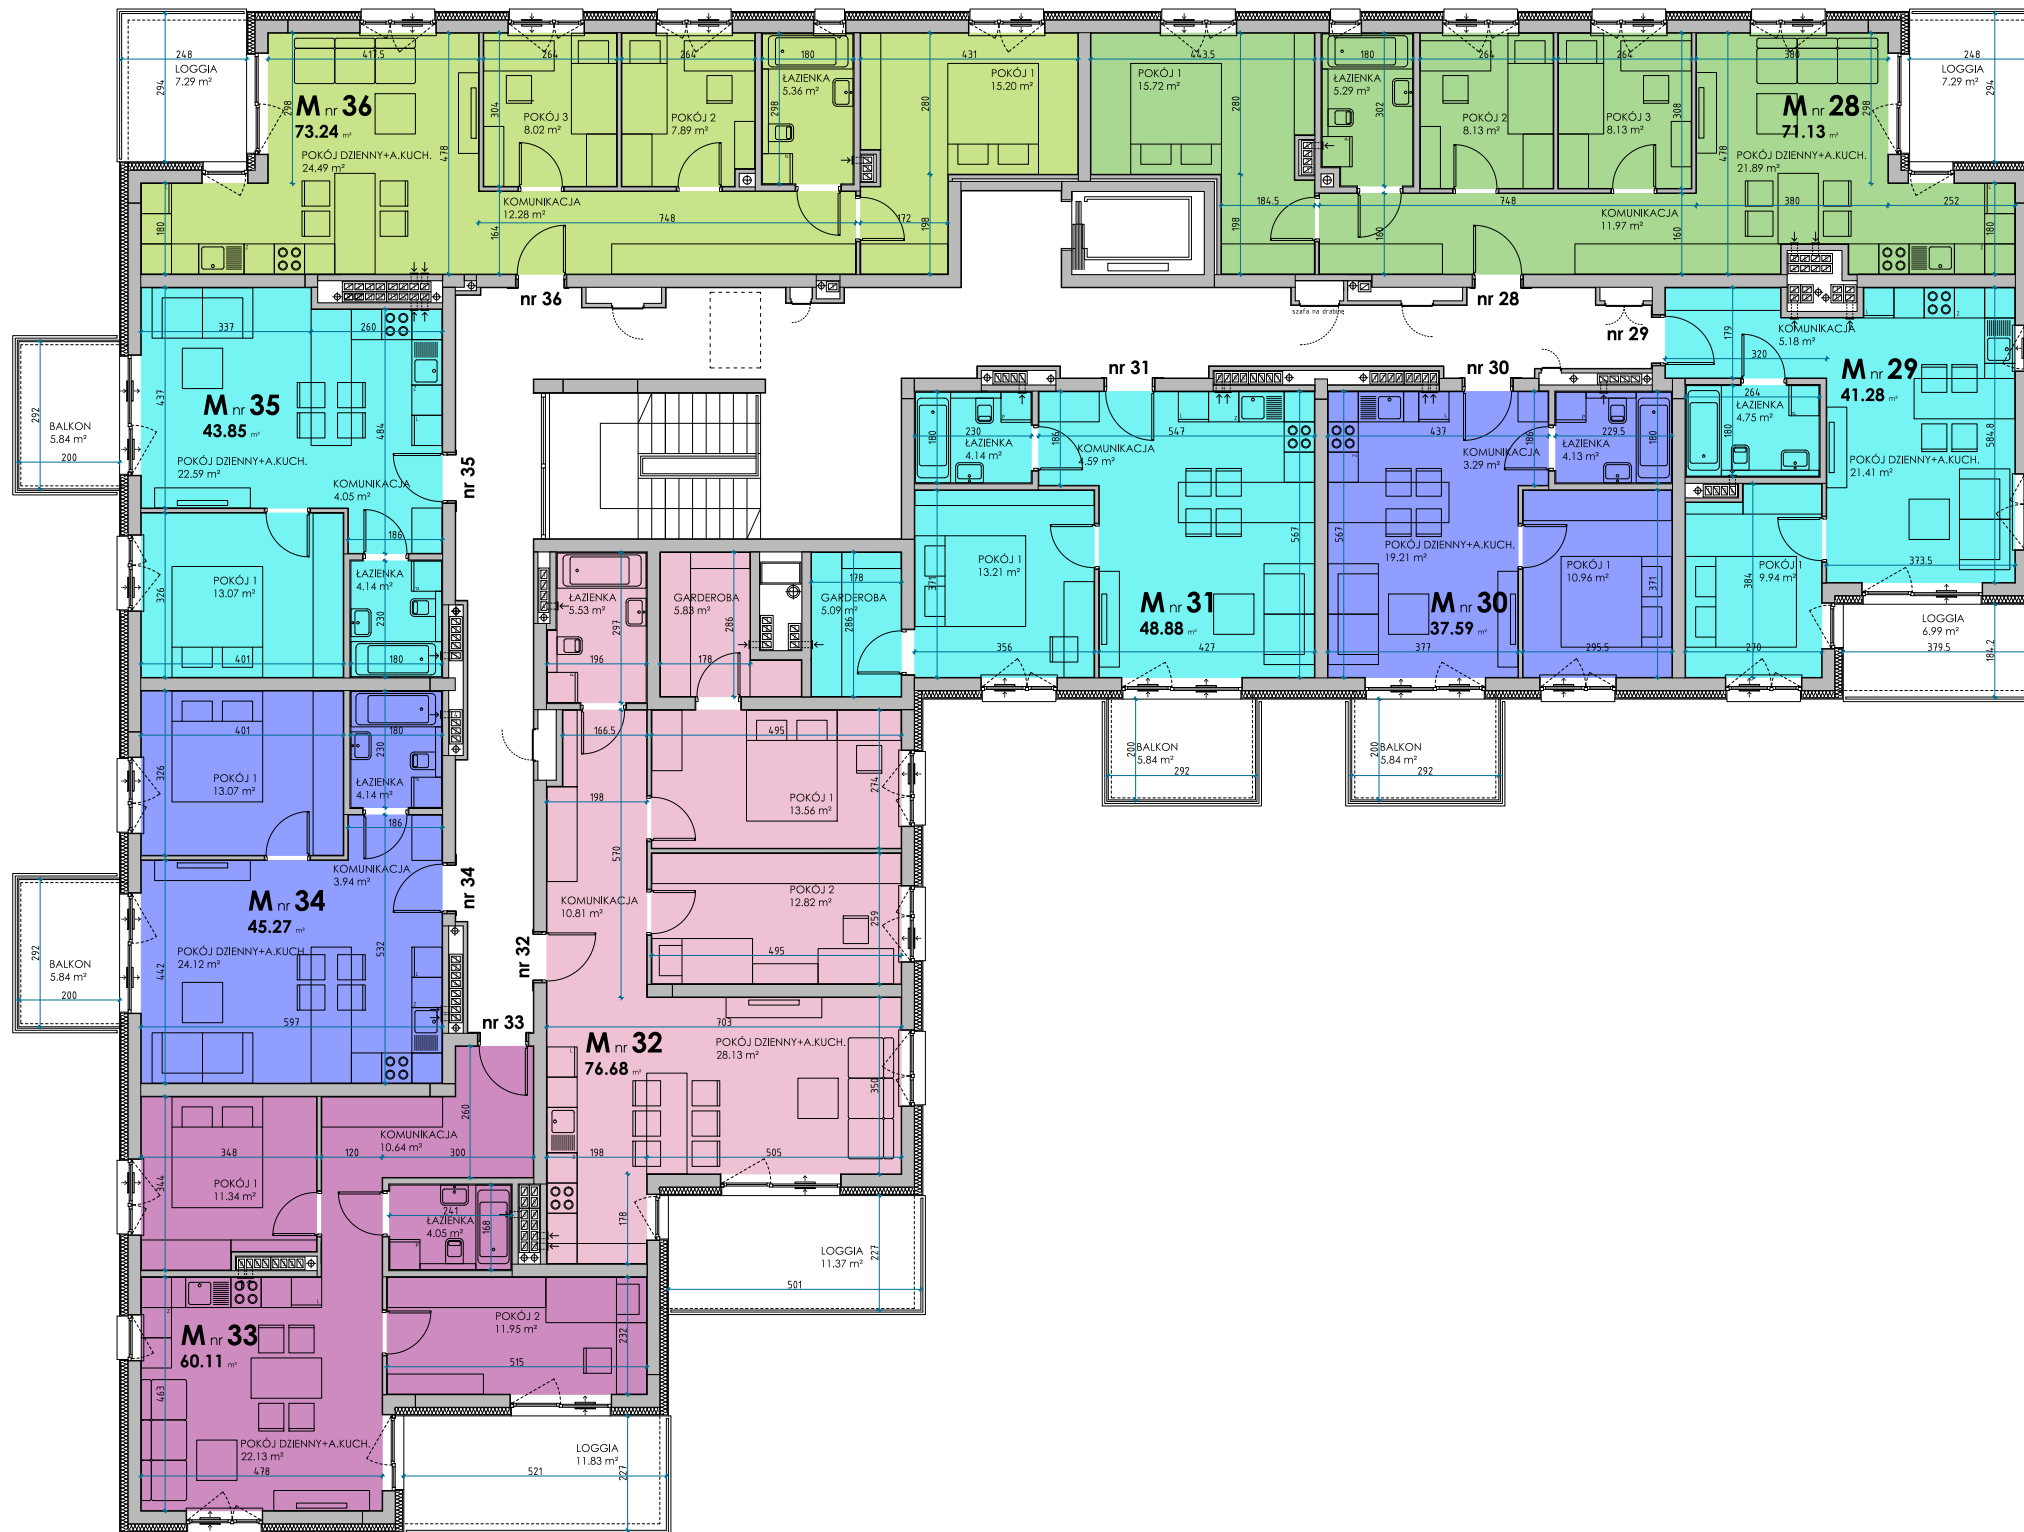 248
LOGGIA
7.29 m²
294
M nr 36
73.24 m²
417.5
298
POKÓJ DZIENNY+A.KUCH.
24.49 m²
478
180
264
304
POKÓJ 3
8.02 m²
264
POKÓJ 2
7.89 m²
180
ŁAZIENKA
5.36 m²
298
431
POKÓJ 1
15.20 m²
280
KOMUNIKACJA
12.28 m²
748
164
172
198
nr 36
443.5
POKÓJ 1
15.72 m²
280
184.5
198
180
ŁAZIENKA
5.29 m²
302
264
POKÓJ 2
8.13 m²
264
POKÓJ 3
8.13 m²
308
748
KOMUNIKACJA
11.97 m²
160
160
380
298
M nr 28
71.13 m²
478
POKÓJ DZIENNY+A.KUCH.
21.89 m²
380
252
180
248
LOGGIA
7.29 m²
294
nr 28
szafa na drabinę
nr 29
337
260
437
M nr 35
43.85 m²
484
POKÓJ DZIENNY+A.KUCH.
22.59 m²
KOMUNIKACJA
4.05 m²
nr 35
292
BALKON
5.84 m²
200
186
POKÓJ 1
13.07 m²
326
401
ŁAZIENKA
4.14 m²
230
180
nr 31
nr 30
180
230
ŁAZIENKA
4.14 m²
186
547
KOMUNIKACJA
4.59 m²
POKÓJ 1
13.21 m²
371
567
M nr 31
48.88 m²
356
427
437
186
KOMUNIKACJA
3.29 m²
229.5
ŁAZIENKA
4.13 m²
180
567
POKÓJ DZIENNY+A.KUCH.
19.21 m²
POKÓJ 1
10.96 m²
371
M nr 30
37.59 m²
377
295.5
179
KOMUNIKACJA
5.18 m²
320
M nr 29
41.28 m²
264
ŁAZIENKA
4.75 m²
180
584.8
POKÓJ DZIENNY+A.KUCH.
21.41 m²
384
POKÓJ 1
9.94 m²
373.5
270
LOGGIA
6.99 m²
379.5
184.2
200
BALKON
5.84 m²
292
200
BALKON
5.84 m²
292
401
326
POKÓJ 1
13.07 m²
180
230
ŁAZIENKA
4.14 m²
186
KOMUNIKACJA
3.94 m²
nr 34
M nr 34
45.27 m²
POKÓJ DZIENNY+A.KUCH.
24.12 m²
442
532
597
292
BALKON
5.84 m²
200
nr 33
ŁAZIENKA
5.53 m²
297
196
GARDEROBA
5.83 m²
286
178
178
GARDEROBA
5.09 m²
286
166.5
495
274
POKÓJ 1
13.56 m²
198
570
KOMUNIKACJA
10.81 m²
POKÓJ 2
12.82 m²
259
495
nr 32
703
M nr 32
76.68 m²
POKÓJ DZIENNY+A.KUCH.
28.13 m²
350
198
505
178
LOGGIA
11.37 m²
227
501
260
KOMUNIKACJA
10.64 m²
120
300
348
344
POKÓJ 1
11.34 m²
241
ŁAZIENKA
4.05 m²
168
M nr 33
60.11 m²
463
POKÓJ DZIENNY+A.KUCH.
22.13 m²
478
POKÓJ 2
11.95 m²
232
515
LOGGIA
11.83 m²
521
227